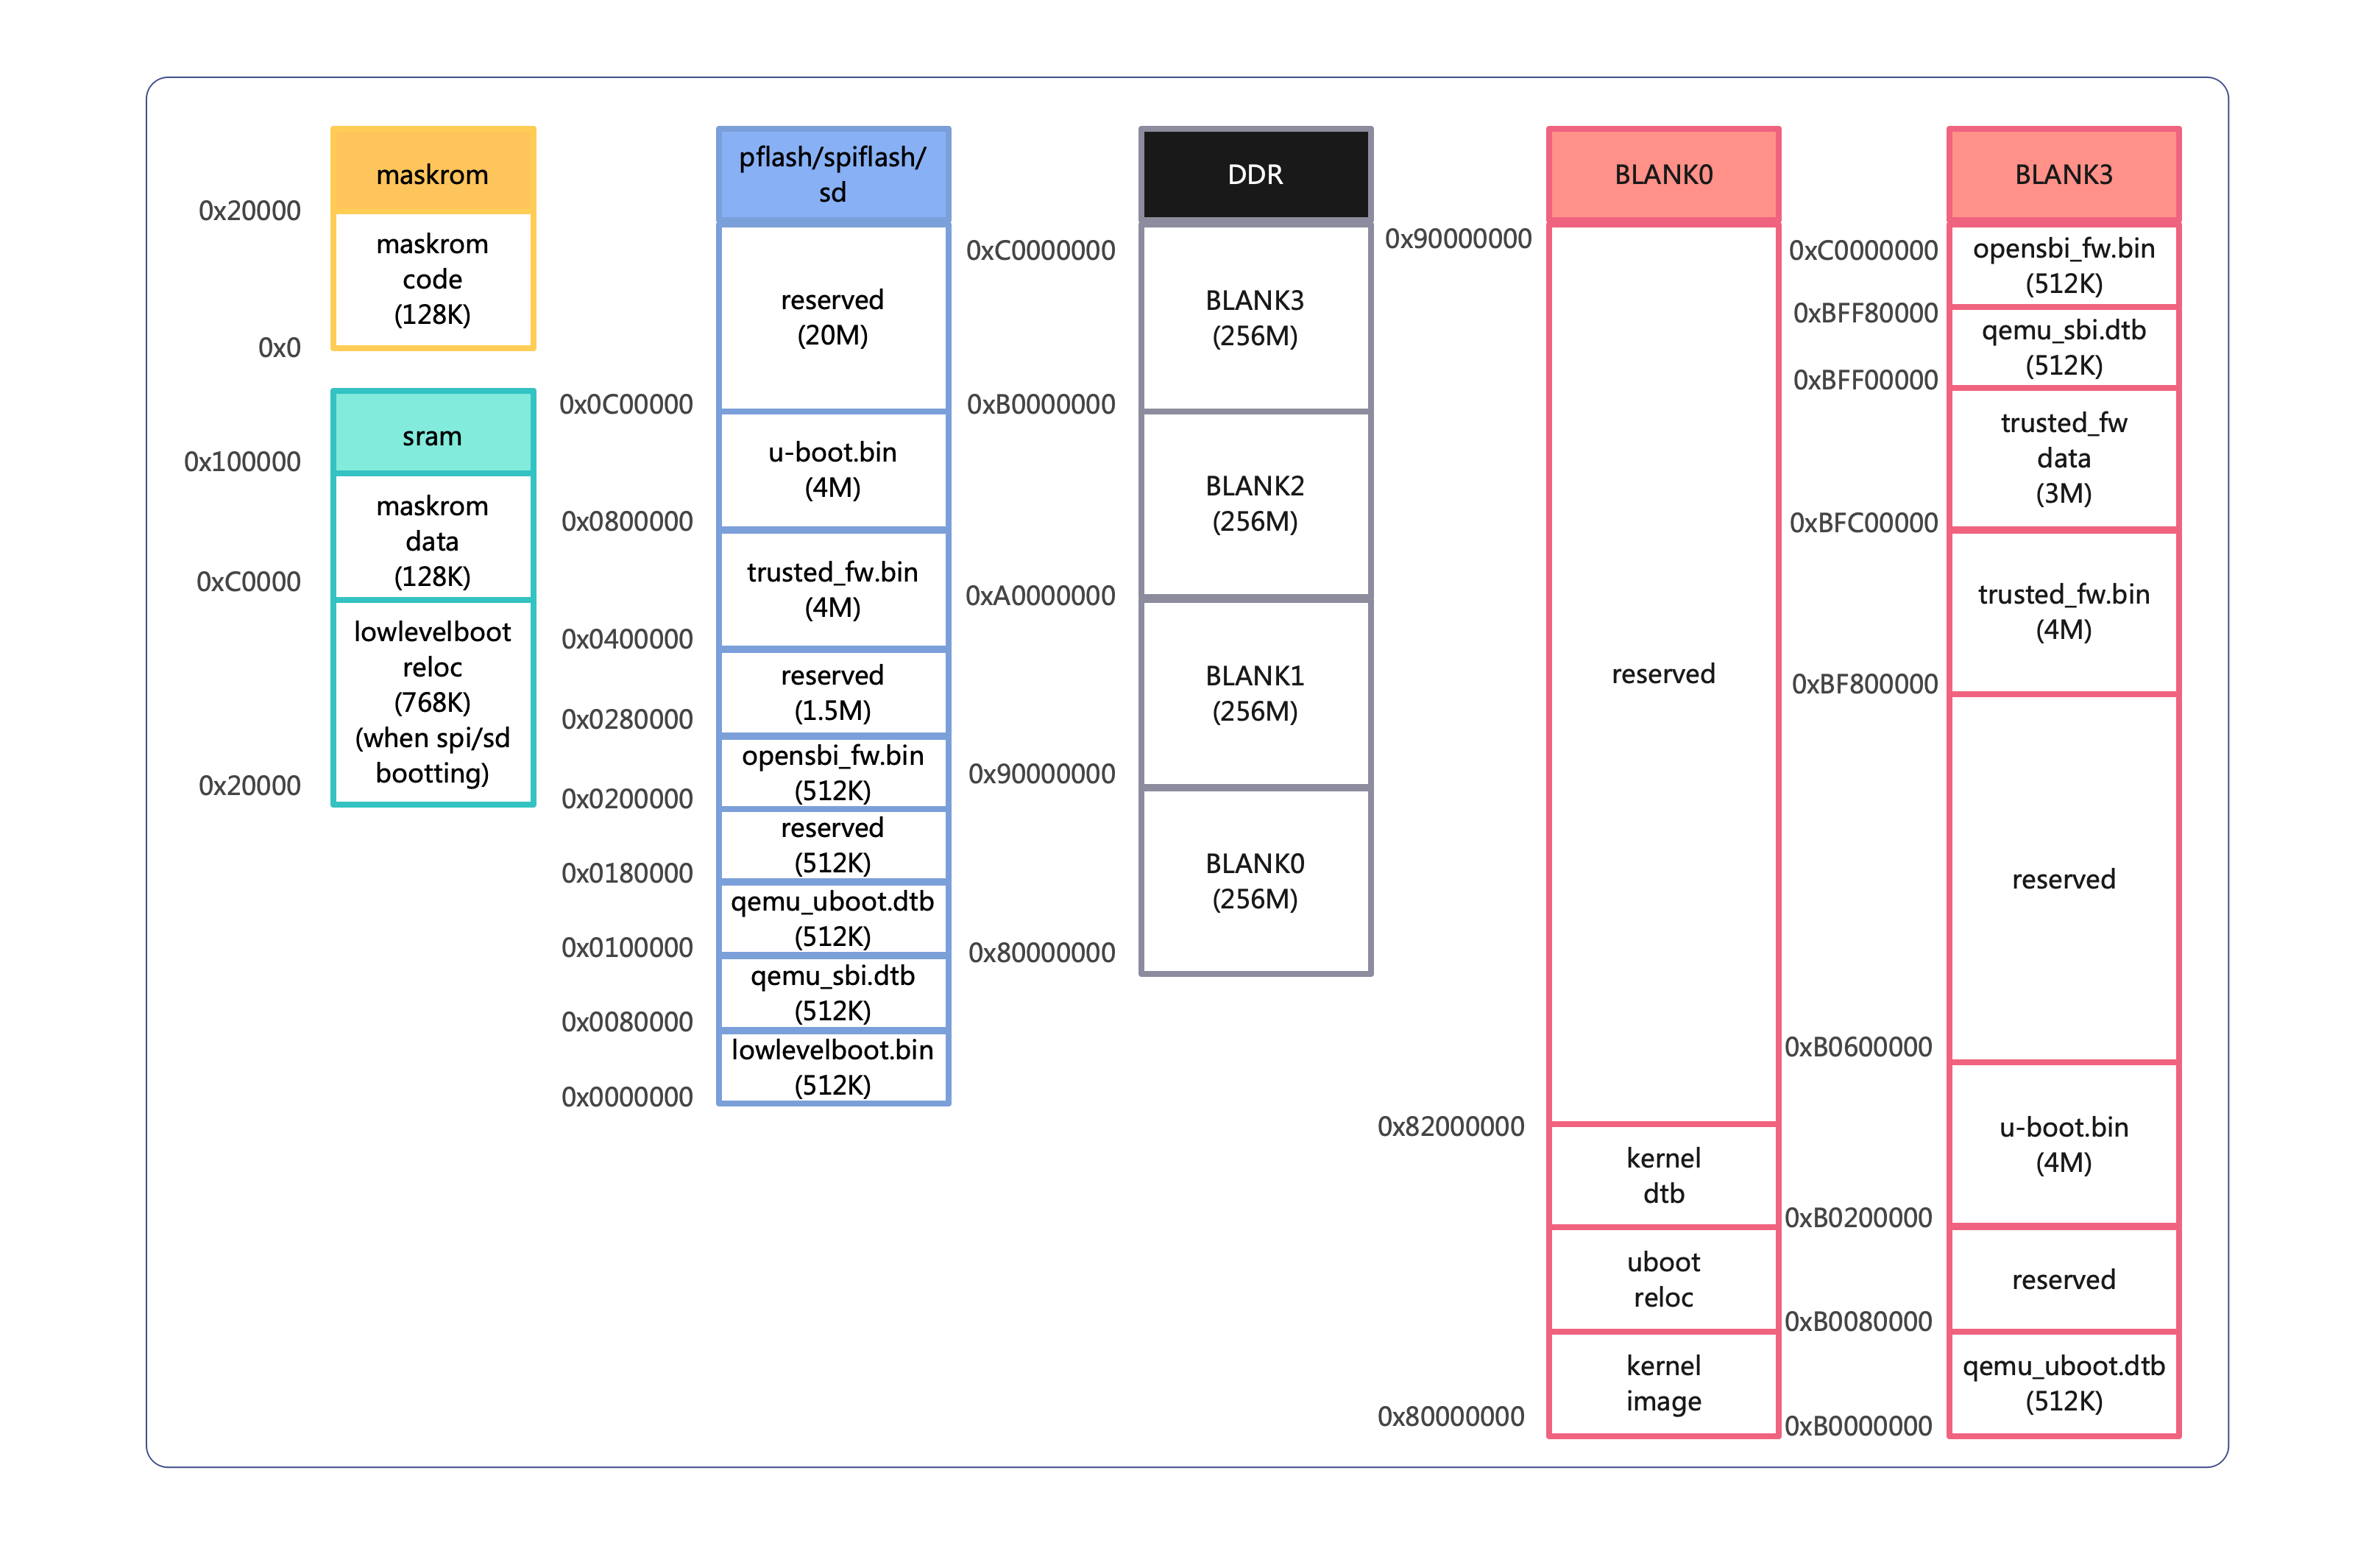 maskrom
0x20000
maskrom
code
(128K)
0x0
sram
0x100000
maskrom
data
(128K)
0xC0000
lowlevelboot
reloc
(768K)
(when spi/sd
bootting)
0x20000
pflash/spiflash/
sd
reserved
(20M)
0x0C00000
u-boot.bin
(4M)
0x0800000
trusted_fw.bin
(4M)
0x0400000
reserved
(1.5M)
0x0280000
opensbi_fw.bin
(512K)
0x0200000
reserved
(512K)
0x0180000
qemu_uboot.dtb
(512K)
0x0100000
qemu_sbi.dtb
(512K)
0x0080000
lowlevelboot.bin
(512K)
0x0000000
DDR
0xC0000000
BLANK3
(256M)
0xB0000000
BLANK2
(256M)
0xA0000000
BLANK1
(256M)
0x90000000
BLANK0
(256M)
0x80000000
BLANK0
0x90000000
reserved
0x82000000
kernel
dtb
uboot
reloc
kernel
image
0x80000000
BLANK3
0xC0000000
opensbi_fw.bin
(512K)
0xBFF80000
qemu_sbi.dtb
(512K)
0xBFF00000
trusted_fw
data
(3M)
0xBFC00000
trusted_fw.bin
(4M)
0xBF800000
reserved
0xB0600000
u-boot.bin
(4M)
0xB0200000
reserved
0xB0080000
qemu_uboot.dtb
(512K)
0xB0000000